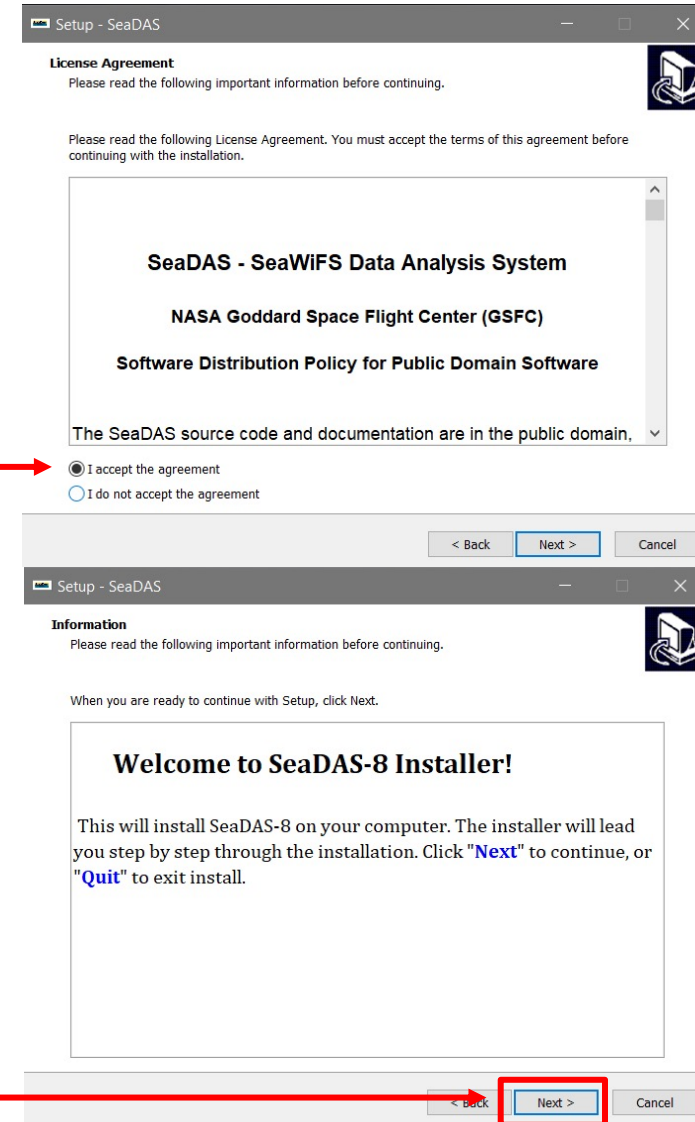 Setup - SeaDAS
License Agreement
Please read the following important information before continuing.
Please read the following License Agreement. You must accept the terms of this agreement before
continuing with the installation.
SeaDAS - SeaWiFS Data Analysis System
NASA Goddard Space Flight Center (GSFC)
Software Distribution Policy for Public Domain Software
The SeaDAS source code and documentation are in the public domain,
I accept the agreement
I do not accept the agreement
< Back Next > Cancel
Setup - SeaDAS
Information
Please read the following important information before continuing.
When you are ready to continue with Setup, click Next.
Welcome to SeaDAS-8 Installer!
This will install SeaDAS-8 on your computer. The installer will lead
you step by step through the installation. Click "Next" to continue, or
"Quit" to exit install.
< Back Next > Cancel